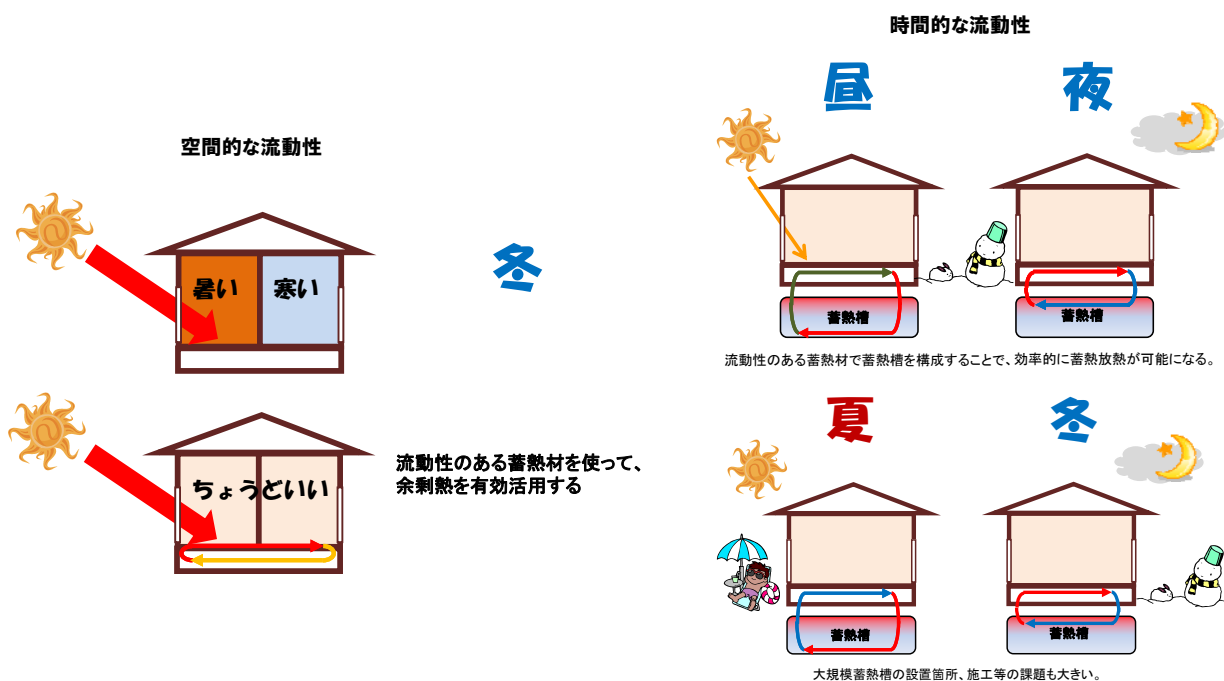 空間的な流動性
暑い
寒い
冬
ちょうどいい
流動性のある蓄熱材を使って、
余剰熱を有効活用する
時間的な流動性
昼
夜
蓄熱槽
蓄熱槽
流動性のある蓄熱材で蓄熱槽を構成することで、効率的に蓄熱放熱が可能になる。
夏
冬
蓄熱槽
蓄熱槽
大規模蓄熱槽の設置箇所、施工等の課題も大きい。